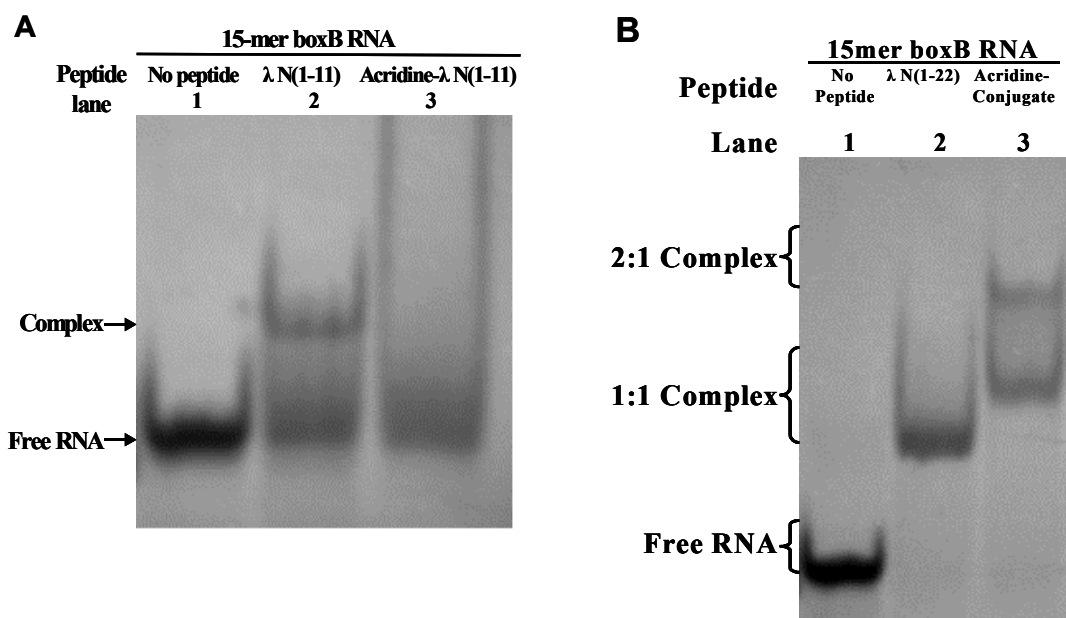 A
15-mer boxB RNA
Peptide No peptide λ N(1-11) Acridine-λ N(1-11)
lane 1 2 3
Complex
Free RNA
B
15mer boxB RNA
No λ N(1-22) Acridine-
Peptide Peptide Conjugate
Lane 1 2 3
2:1 Complex
1:1 Complex
Free RNA